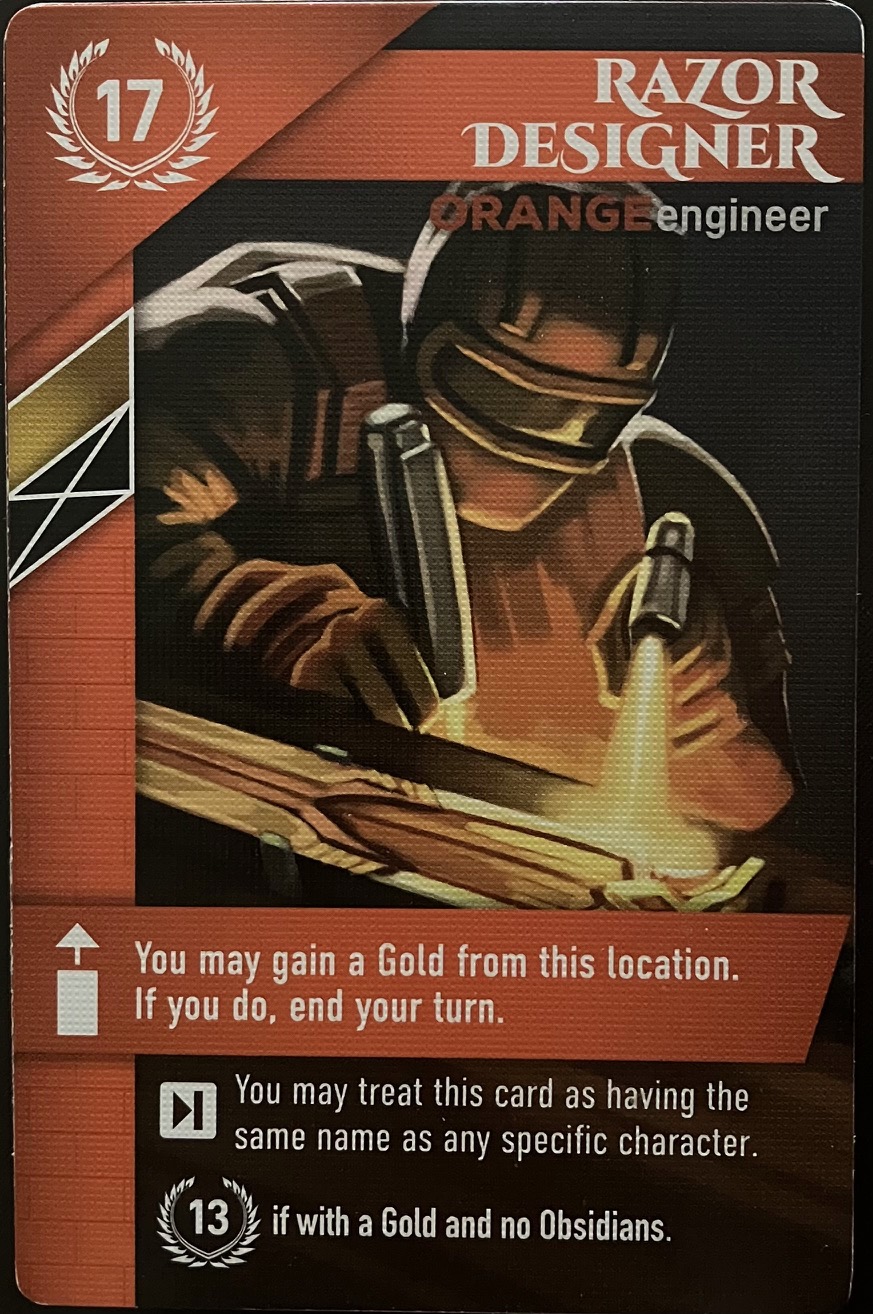 17
RAZOR
DESIGNER
ORANGEengineer
You may gain a Gold from this location.
If you do, end your turn.
You may treat this card as having the
same name as any specific character.
13 if with a Gold and no Obsidians.